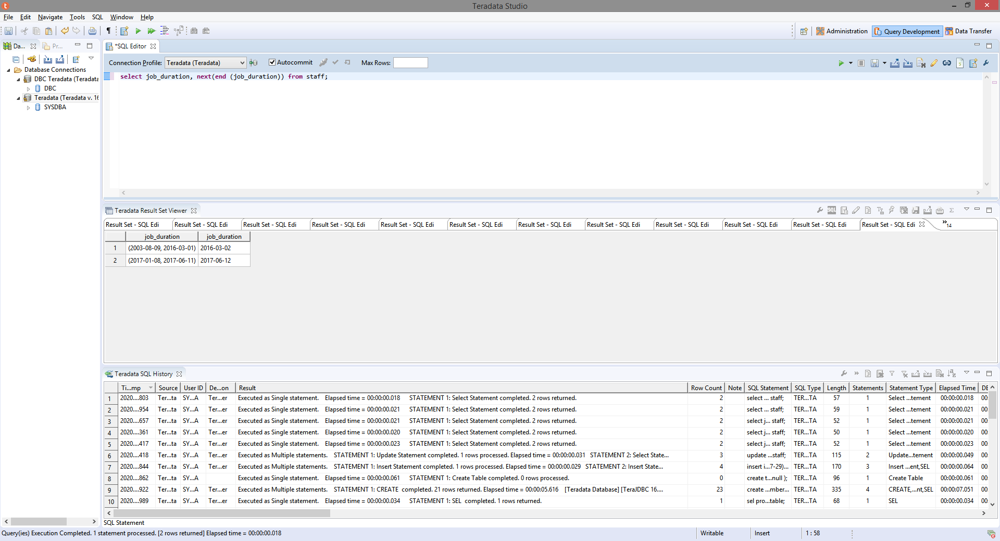 Teradata Studio
File Edit Navigate Tools SQL Window Help
Administration Query Development Data Transfer
Da... Pr...
Database Connections
DBC Teradata (Teradata
DBC
Teradata (Teradata v. 16
SYSDBA
*SQL Editor
Connection Profile: Teradata (Teradata) Autocommit Max Rows:
select job_duration, next(end (job_duration)) from staff;
Teradata Result Set Viewer
Result Set - SQL Edi Result Set - SQL Edi Result Set - SQL Edi Result Set - SQL Edi Result Set - SQL Edi Result Set - SQL Edi Result Set - SQL Edi Result Set - SQL Edi Result Set - SQL Edi Result Set - SQL Edi Result Set - SQL Edi Result Set - SQL Edi » 14
job_duration job_duration
1 (2003-08-09, 2016-03-01) 2016-03-02
2 (2017-01-08, 2017-06-11) 2017-06-12
Teradata SQL History
Ti...mp Source User ID De...on Result Row Count Note SQL Statement SQL Type Length Statements Statement Type Elapsed Time DE
1 2020....803 Ter...ta SY...A Ter...er Executed as Single statement. Elapsed time = 00:00:00.018 STATEMENT 1: Select Statement completed. 2 rows returned. 2 select ... staff; TER...TA 57 1 Select ...tement 00:00:00.018 00:
2 2020....954 Ter...ta SY...A Ter...er Executed as Single statement. Elapsed time = 00:00:00.021 STATEMENT 1: Select Statement completed. 2 rows returned. 2 select ... staff; TER...TA 59 1 Select ...tement 00:00:00.021 00:
3 2020....657 Ter...ta SY...A Ter...er Executed as Single statement. Elapsed time = 00:00:00.021 STATEMENT 1: Select Statement completed. 2 rows returned. 2 select j... staff; TER...TA 52 1 Select ...tement 00:00:00.021 00:
4 2020....361 Ter...ta SY...A Ter...er Executed as Single statement. Elapsed time = 00:00:00.020 STATEMENT 1: Select Statement completed. 2 rows returned. 2 select j... staff; TER...TA 50 1 Select ...tement 00:00:00.020 00:
5 2020....417 Ter...ta SY...A Ter...er Executed as Single statement. Elapsed time = 00:00:00.023 STATEMENT 1: Select Statement completed. 2 rows returned. 2 select j... staff; TER...TA 52 1 Select ...tement 00:00:00.023 00:
6 2020....418 Ter...ta SY...A Ter...er Executed as Multiple statements. STATEMENT 1: Update Statement completed. 1 rows processed. Elapsed time = 00:00:00.031 STATEMENT 2: Select State... 3 update ...staff; TER...TA 115 2 Update...tement 00:00:00.049 00:
7 2020....844 Ter...ta SY...A Ter...er Executed as Multiple statements. STATEMENT 1: Insert Statement completed. 1 rows processed. Elapsed time = 00:00:00.029 STATEMENT 2: Insert State... 4 insert i...7-29)... TER...TA 170 3 Insert ...ent,SEL 00:00:00.064 00:
8 2020....862 Ter...ta SY...A Executed as Single statement. Elapsed time = 00:00:00.061 STATEMENT 1: Create Table completed. 0 rows processed. 0 create t...null ); TER...TA 96 1 Create Table 00:00:00.061 00:
9 2020....922 Ter...ta SY...A Ter...er Executed as Multiple statements. STATEMENT 1: CREATE completed. 21 rows returned. Elapsed time = 00:00:05.616 [Teradata Database] [TeraJDBC 16.... 23 create ...mber... TER...TA 335 4 CREATE,...nt,SEL 00:00:07.051 00:
10 2020....989 Ter...ta SY...A Ter...er Executed as Single statement. Elapsed time = 00:00:00.034 STATEMENT 1: SEL completed. 1 rows returned. 1 sel pro...table; TER...TA 68 1 SEL 00:00:00.034 00:
SQL Statement
Query(ies) Execution Completed. 1 statement processed. [2 rows returned] Elapsed time = 00:00:00.018 Writable Insert 1 : 58